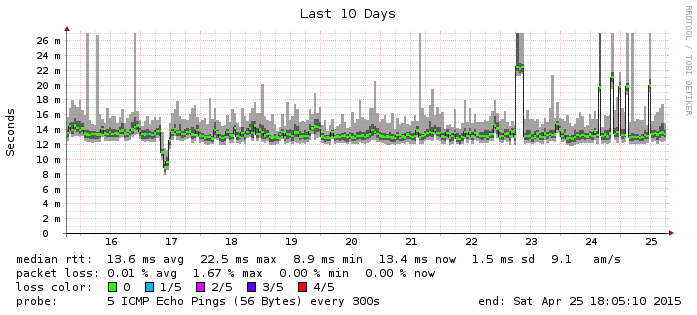 Last 10 Days
RRDTOOL / TOBI OETIKER
Seconds
26 m
24 m
22 m
20 m
18 m
16 m
14 m
12 m
10 m
8 m
6 m
4 m
2 m
0
16 17 18 19 20 21 22 23 24 25
median rtt: 13.6 ms avg 22.5 ms max 8.9 ms min 13.4 ms now 1.5 ms sd 9.1 am/s
packet loss: 0.01 % avg 1.67 % max 0.00 % min 0.00 % now
loss color: 0 1/5 2/5 3/5 4/5
probe: 5 ICMP Echo Pings (56 Bytes) every 300s end: Sat Apr 25 18:05:10 2015